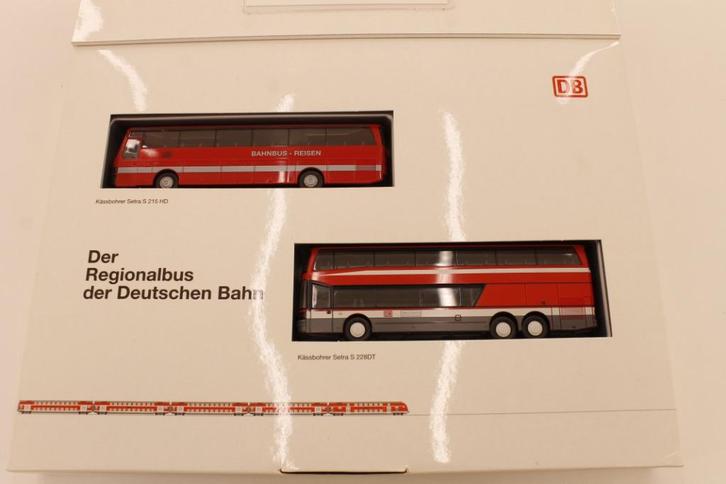 DB
BAHNBUS - REISEN
Kässbohrer Setra S 215 HD
Der
Regionalbus
der Deutschen Bahn
Kässbohrer Setra S 228DT